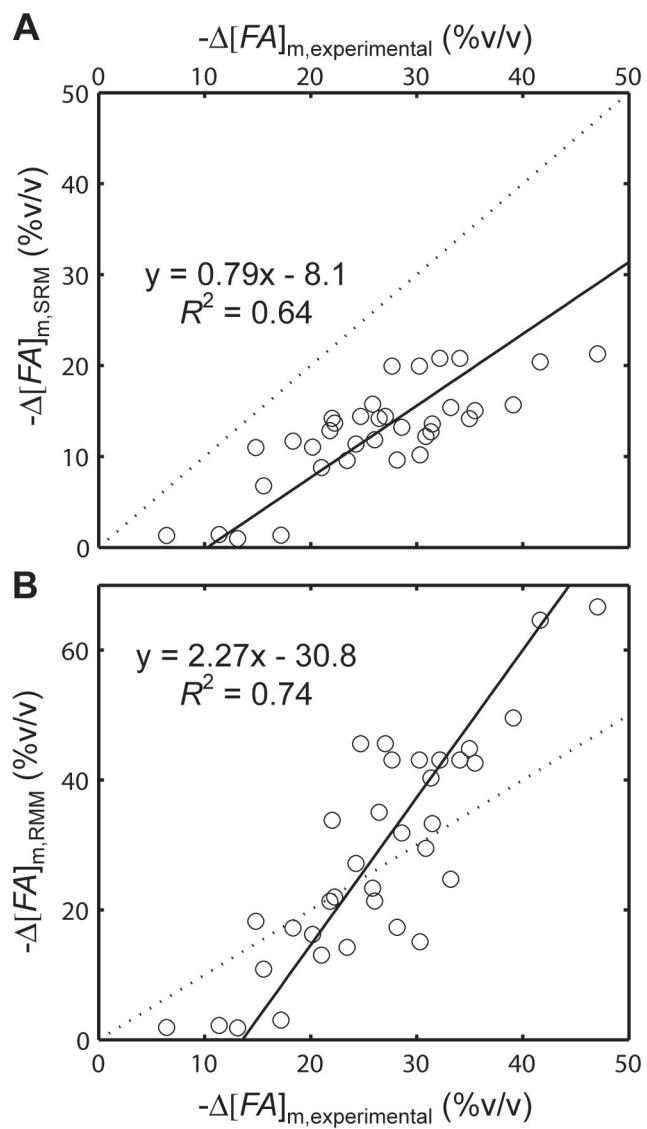 A
-Δ[FA]m,experimental (%v/v)
0 10 20 30 40 50
50
40
30
20
10
0
-Δ[FA]m,SRM (%v/v)
y = 0.79x - 8.1
R² = 0.64
B
60
40
20
0
-Δ[FA]m,RMM (%v/v)
y = 2.27x - 30.8
R² = 0.74
0 10 20 30 40 50
-Δ[FA]m,experimental (%v/v)